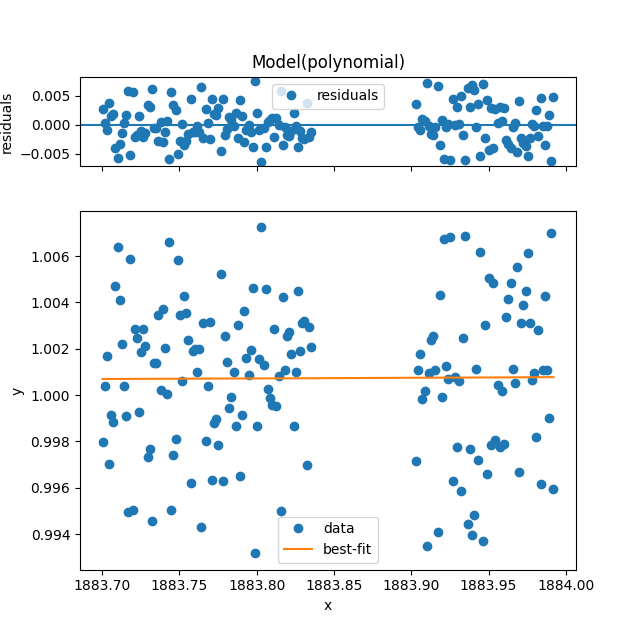 Model(polynomial)
residuals
0.005
0.000
−0.005
residuals
y
1.006
1.004
1.002
1.000
0.998
0.996
0.994
data
best-fit
1883.70 1883.75 1883.80 1883.85 1883.90 1883.95 1884.00
x